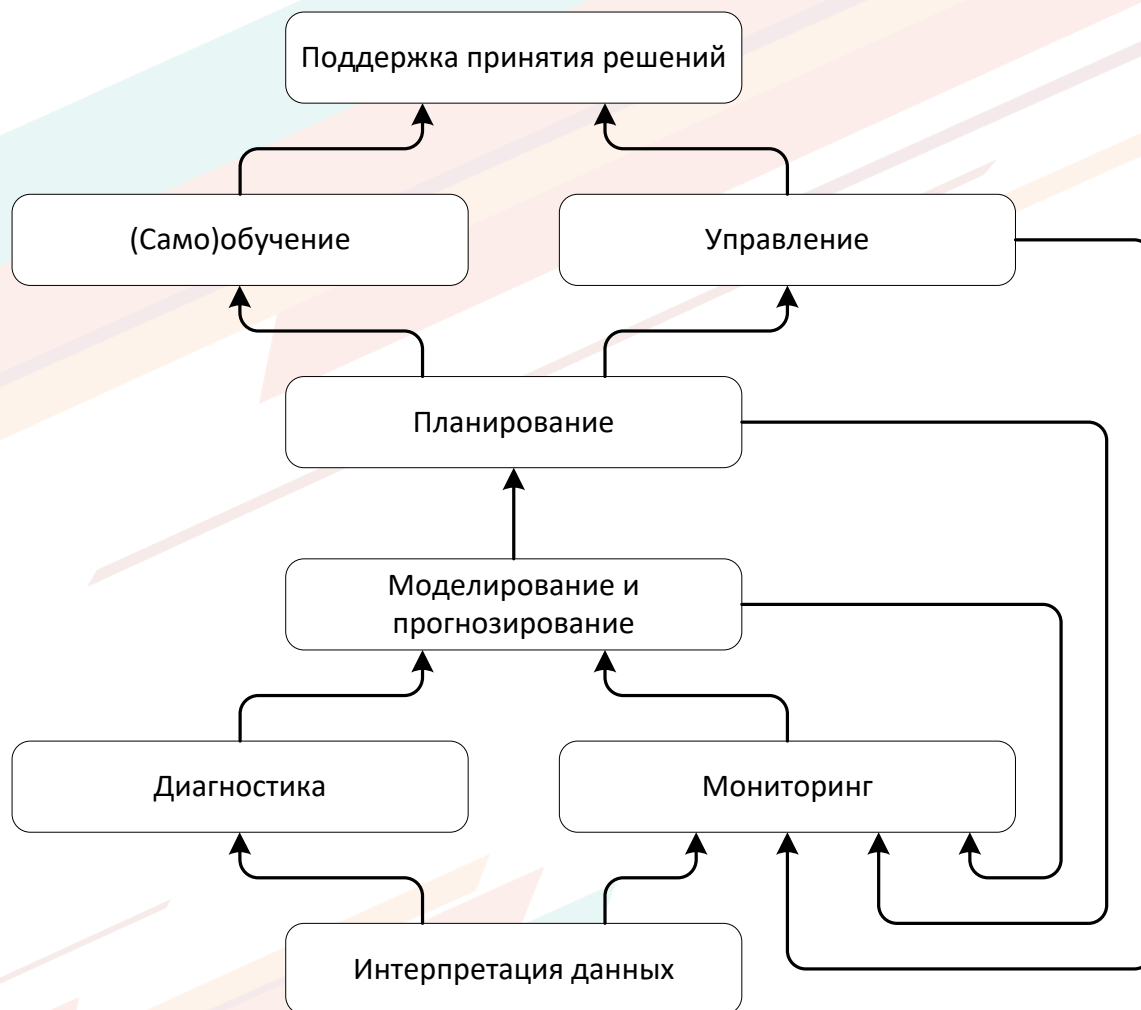 Поддержка принятия решений
(Само)обучение
Управление
Планирование
Моделирование и
прогнозирование
Диагностика
Мониторинг
Интерпретация данных